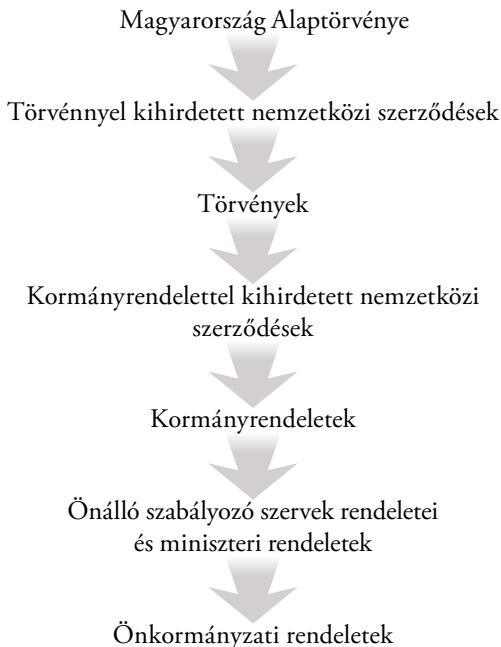 Magyarország Alaptörvénye
Törvénnyel kihirdetett nemzetközi szerződések
Törvények
Kormányrendelettel kihirdetett nemzetközi
szerződések
Kormányrendeletek
Önálló szabályozó szervek rendeletei
és miniszteri rendeletek
Önkormányzati rendeletek